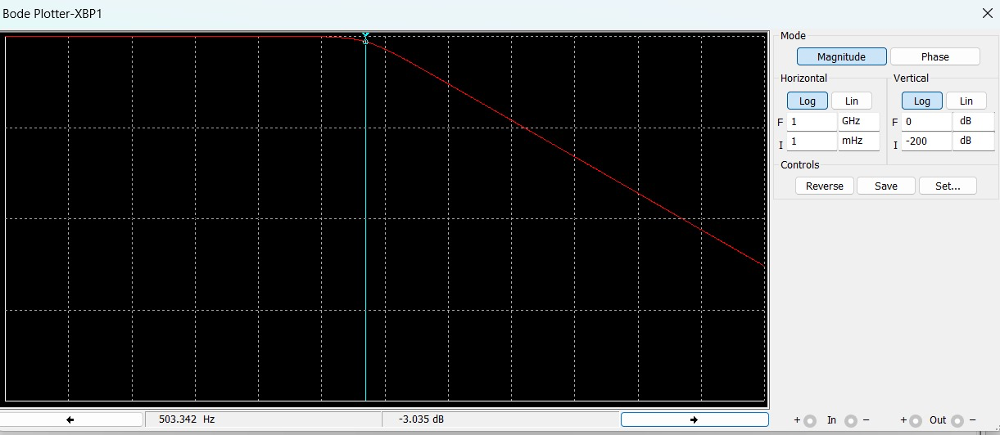 Bode Plotter-XBP1
Mode
Magnitude Phase
Horizontal Vertical
Log Lin Log Lin
F 1 GHz F 0 dB
I 1 mHz I -200 dB
Controls
Reverse Save Set...
503.342 Hz -3.035 dB + In − + Out −